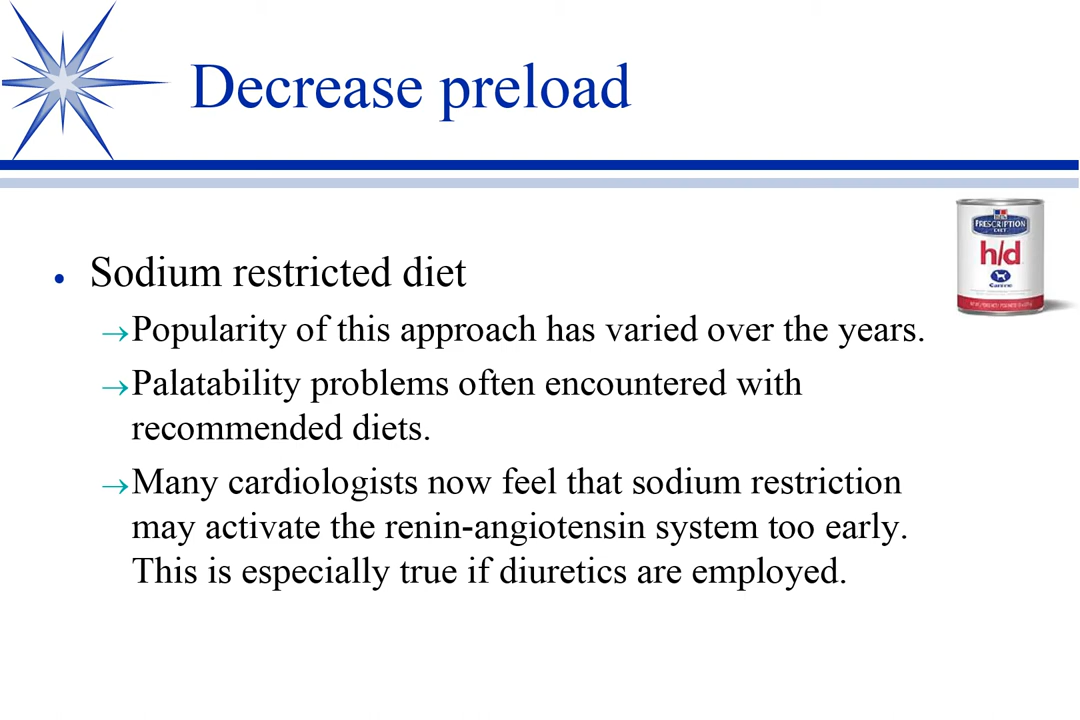 Decrease preload
PRESCRIPTION
DIET
h/d
Canine
• Sodium restricted diet
→Popularity of this approach has varied over the years.
→Palatability problems often encountered with
recommended diets.
→Many cardiologists now feel that sodium restriction
may activate the renin-angiotensin system too early.
This is especially true if diuretics are employed.